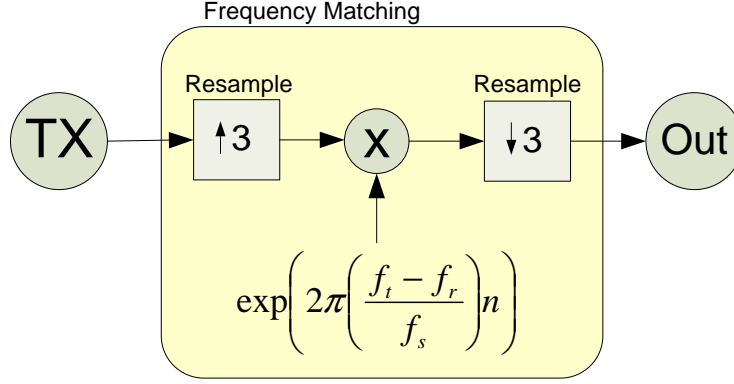 Frequency Matching
Resample Resample
TX ↑3 X ↓3 Out
exp(2π((f_t − f_r)/f_s)n)